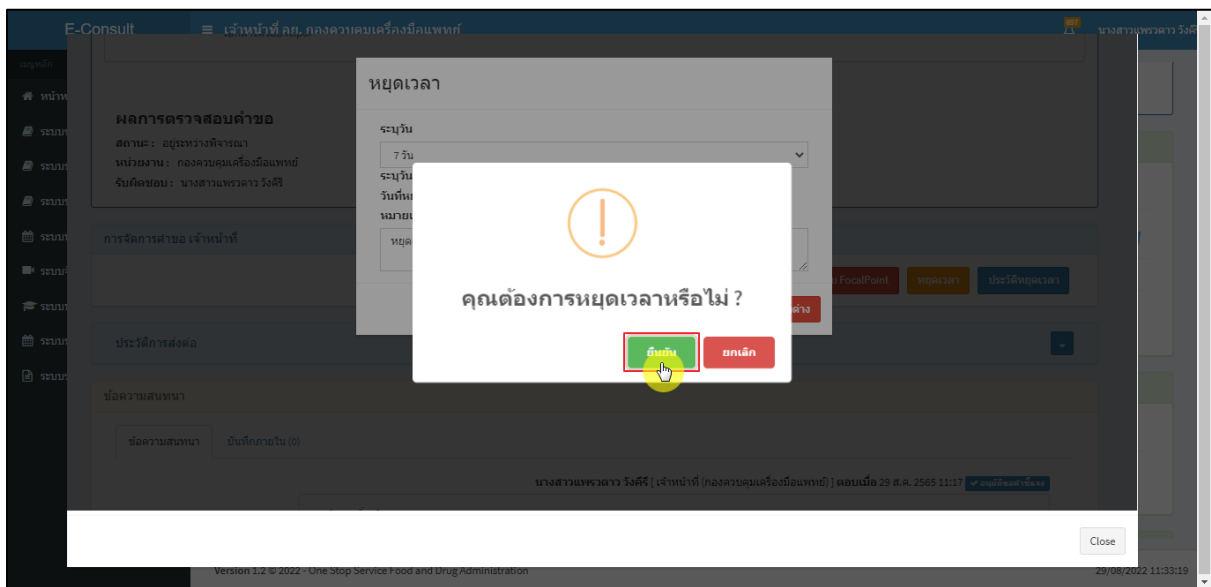 E-Consult
เจ้าหน้าที่ อย. กองควบคุมเครื่องมือแพทย์
นางสาวแพรวดาว วังคีรี
เมนูหลัก
หยุดเวลา
ผลการตรวจสอบคำขอ
สถานะ : อยู่ระหว่างพิจารณา
หน่วยงาน : กองควบคุมเครื่องมือแพทย์
รับผิดชอบ : นางสาวแพรวดาว วังคีรี
ระบุวัน
7 วัน
ระบุวัน
การจัดการคำขอ เจ้าหน้าที่
FocalPoint
หยุดเวลา
ประวัติหยุดเวลา
คุณต้องการหยุดเวลาหรือไม่ ?
ยืนยัน
ยกเลิก
ประวัติการส่งต่อ
ข้อความสนทนา
ข้อความสนทนา
บันทึกภายใน (0)
นางสาวแพรวดาว วังคีรี [ เจ้าหน้าที่ (กองควบคุมเครื่องมือแพทย์) ] ตอบเมื่อ 29 ส.ค. 2565 11:17
Close
Version 1.2 © 2022 - One Stop Service Food and Drug Administration
29/08/2022 11:33:19